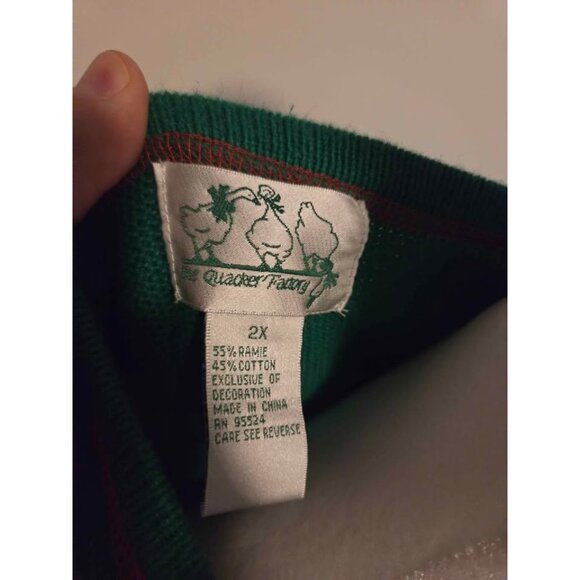 The Quacker Factory
2X
55% RAMIE
45% COTTON
EXCLUSIVE OF
DECORATION
MADE IN CHINA
RN 95524
CARE SEE REVERSE